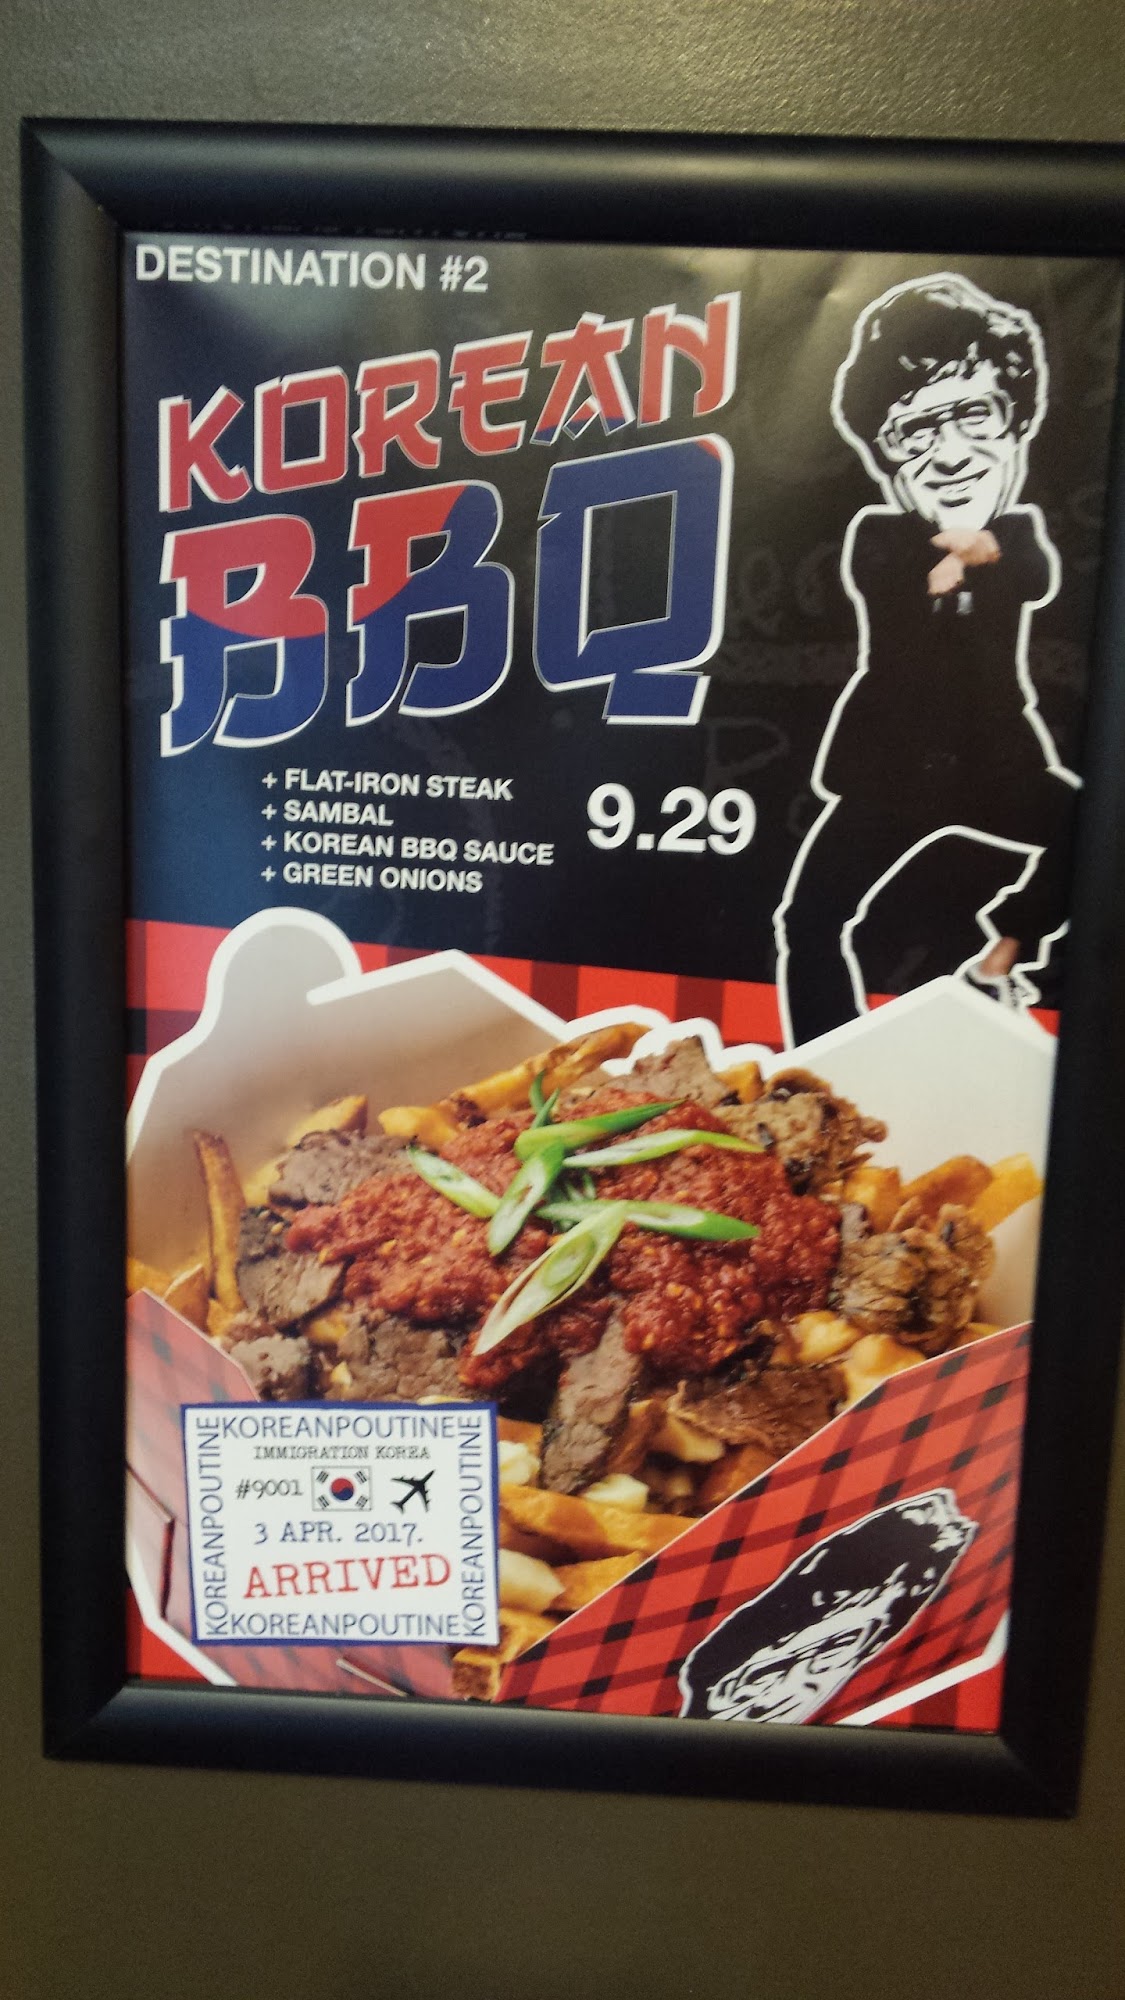 DESTINATION #2
KOREAN
BBQ
+ FLAT-IRON STEAK
+ SAMBAL
+ KOREAN BBQ SAUCE
+ GREEN ONIONS
9.29
KOREANPOUTINE
KOREANPOUTINE
KOREANPOUTINE
IMMIGRATION KOREA
#9001
3 APR. 2017.
ARRIVED
KOREANPOUTINE